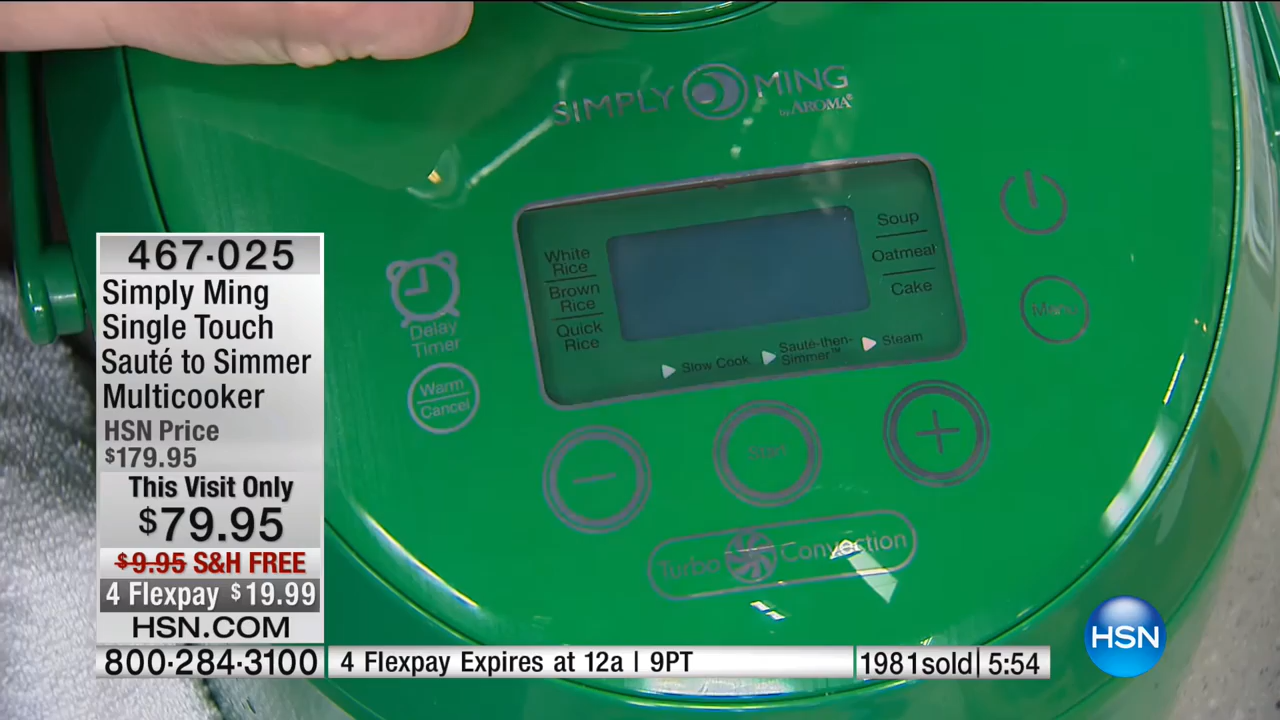 SIMPLY MING
by AROMA®
White
Rice
Brown
Rice
Quick
Rice
Soup
Oatmeal
Cake
Slow Cook
Sauté-then-
Simmer™
Steam
Delay
Timer
Warm
Cancel
Menu
Start
Turbo Convection
467·025
Simply Ming
Single Touch
Sauté to Simmer
Multicooker
HSN Price
$179.95
This Visit Only
$79.95
$9.95 S&H FREE
4 Flexpay $19.99
HSN.COM
800·284·3100
4 Flexpay Expires at 12a | 9PT
1981sold | 5:54
HSN